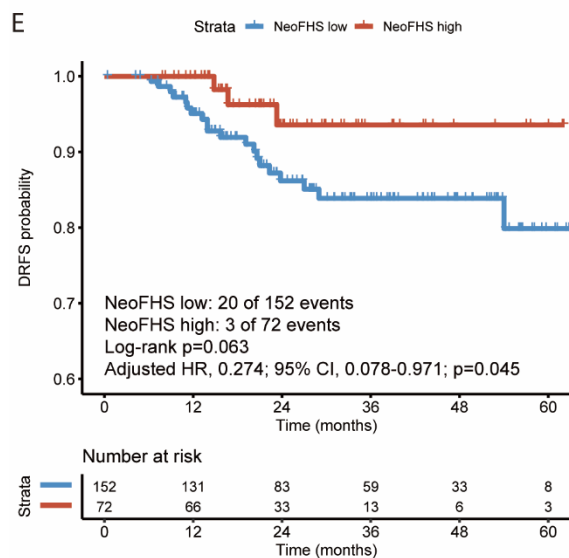 E
Strata NeoFHS low NeoFHS high
1.0
0.9
0.8
0.7
0.6
DRFS probability
NeoFHS low: 20 of 152 events
NeoFHS high: 3 of 72 events
Log-rank p=0.063
Adjusted HR, 0.274; 95% CI, 0.078-0.971; p=0.045
0 12 24 36 48 60
Time (months)
Number at risk
Strata
152 131 83 59 33 8
72 66 33 13 6 3
0 12 24 36 48 60
Time (months)